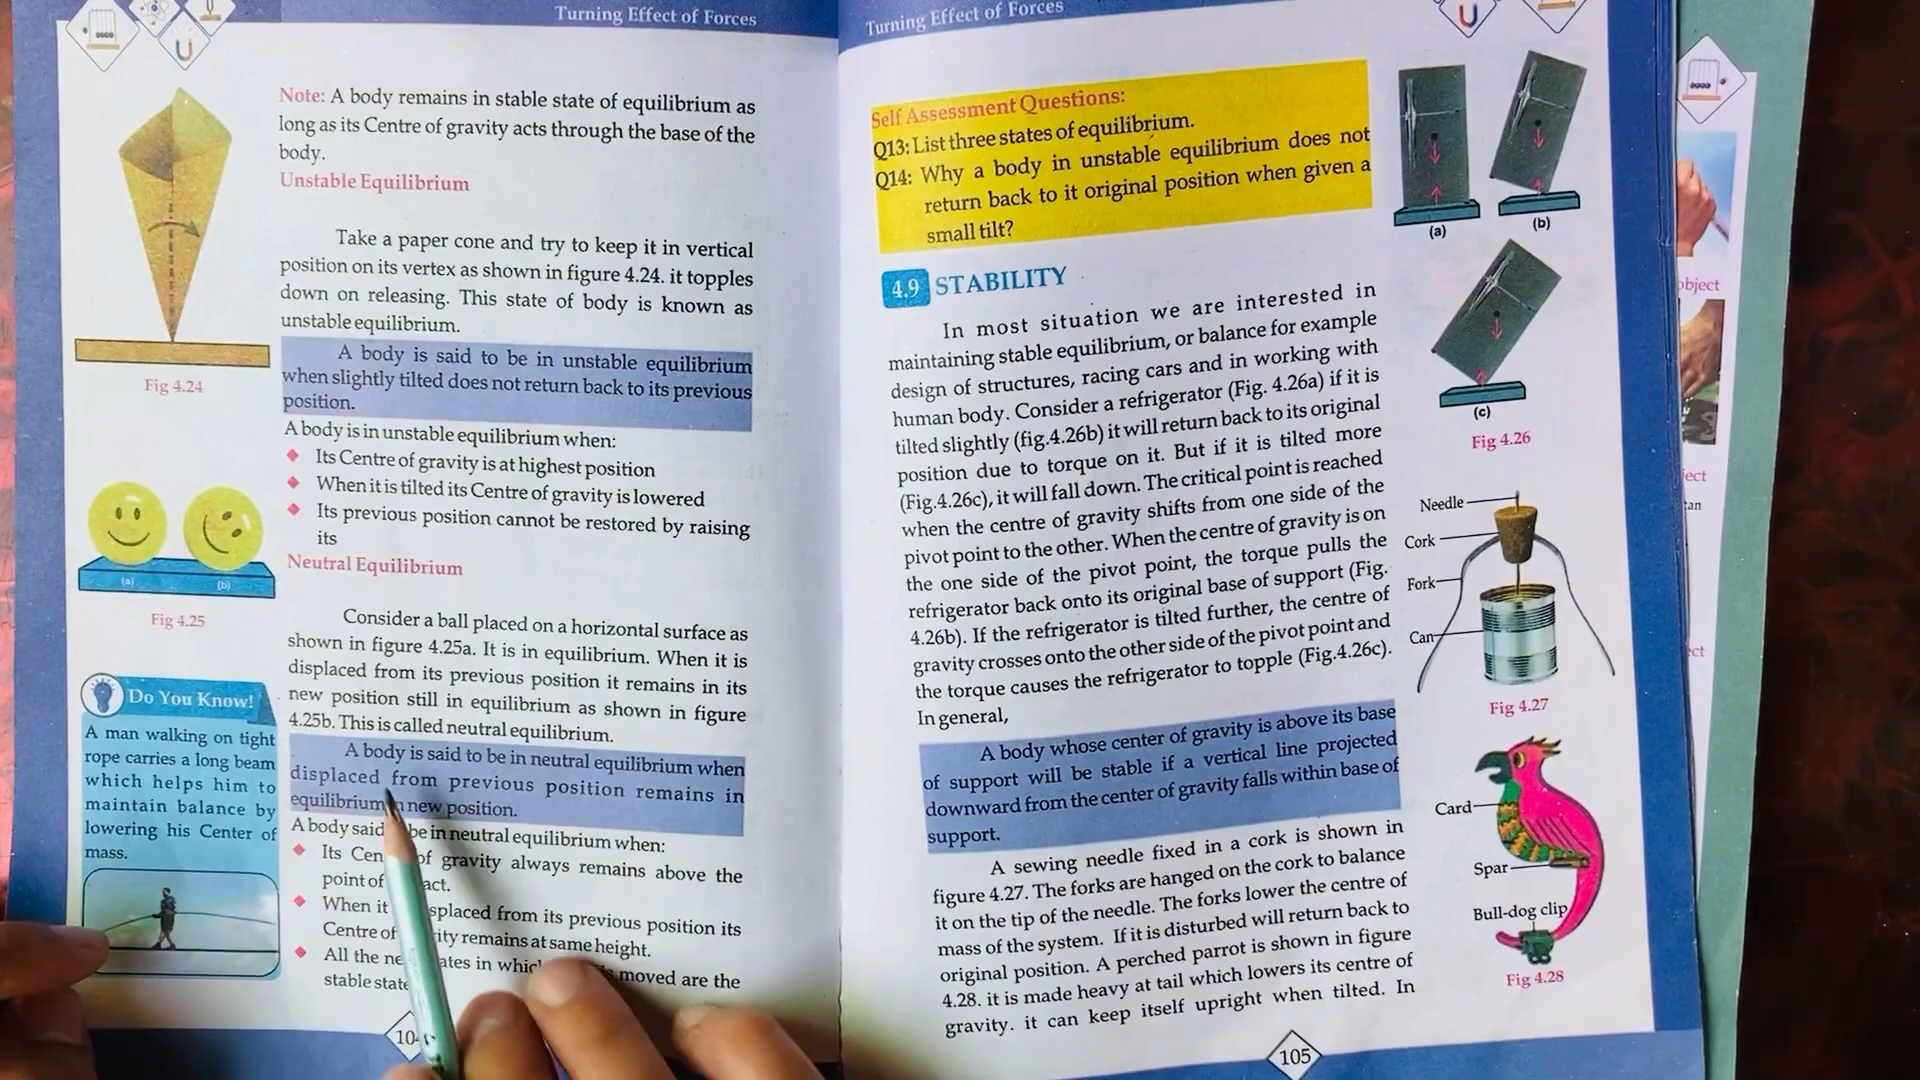 Turning Effect of Forces
Note: A body remains in stable state of equilibrium as
long as its Centre of gravity acts through the base of the
body.
Unstable Equilibrium
Take a paper cone and try to keep it in vertical
position on its vertex as shown in figure 4.24. it topples
down on releasing. This state of body is known as
unstable equilibrium.
A body is said to be in unstable equilibrium
when slightly tilted does not return back to its previous
position.
A body is in unstable equilibrium when:
Its Centre of gravity is at highest position
When it is tilted its Centre of gravity is lowered
Its previous position cannot be restored by raising
its
Neutral Equilibrium
Consider a ball placed on a horizontal surface as
shown in figure 4.25a. It is in equilibrium. When it is
displaced from its previous position it remains in its
new position still in equilibrium as shown in figure
4.25b. This is called neutral equilibrium.
A body is said to be in neutral equilibrium when
displaced from previous position remains in
equilibrium new position.
A body said be in neutral equilibrium when:
Its of gravity always remains above the
point of
When it from its previous position its
Centre of remains at same height.
All the in moved are the
stable
Fig 4.24
(a)
(b)
Fig 4.25
Do You Know!
A man walking on tight
rope carries a long beam
which helps him to
maintain balance by
lowering his Center of
mass.
Turning Effect of Forces
Self Assessment Questions:
Q13: List three states of equilibrium.
Q14: Why a body in unstable equilibrium does not
return back to it original position when given a
small tilt?
4.9 STABILITY
In most situation we are interested in
maintaining stable equilibrium, or balance for example
design of structures, racing cars and in working with
human body. Consider a refrigerator (Fig. 4.26a) if it is
tilted slightly (fig.4.26b) it will return back to its original
position due to torque on it. But if it is tilted more
(Fig.4.26c), it will fall down. The critical point is reached
when the centre of gravity shifts from one side of the
pivot point to the other. When the centre of gravity is on
the one side of the pivot point, the torque pulls the
refrigerator back onto its original base of support (Fig.
4.26b). If the refrigerator is tilted further, the centre of
gravity crosses onto the other side of the pivot point and
the torque causes the refrigerator to topple (Fig.4.26c).
In general,
A body whose center of gravity is above its base
of support will be stable if a vertical line projected
downward from the center of gravity falls within base of
support.
A sewing needle fixed in a cork is shown in
figure 4.27. The forks are hanged on the cork to balance
it on the tip of the needle. The forks lower the centre of
mass of the system. If it is disturbed will return back to
original position. A perched parrot is shown in figure
4.28. it is made heavy at tail which lowers its centre of
gravity. it can keep itself upright when tilted. In
105
(a)
(b)
(c)
Fig 4.26
Needle
Cork
Fork
Can
Fig 4.27
Card
Spar
Bull-dog clip
Fig 4.28
object